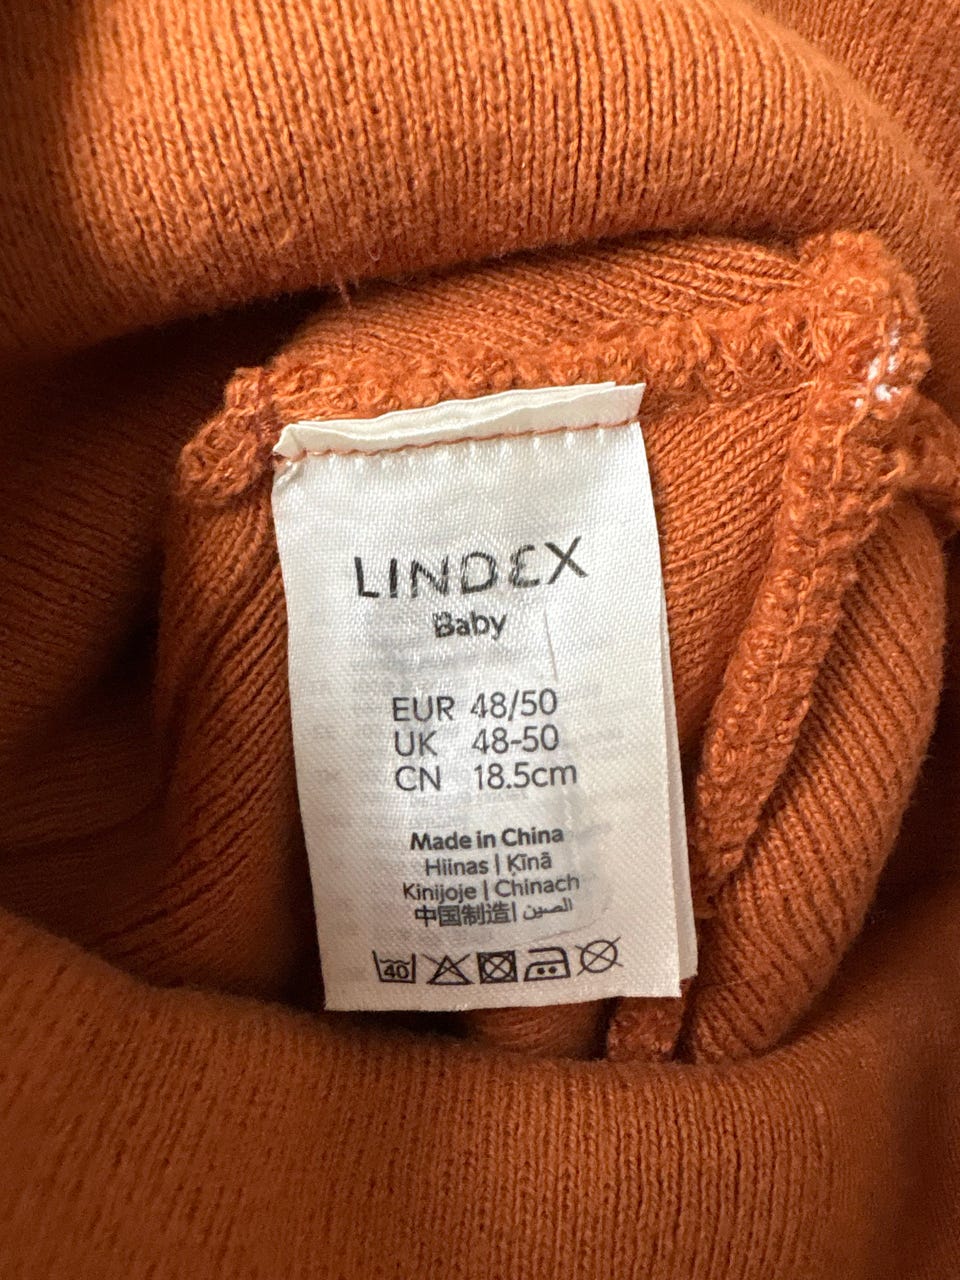 LINDEX
Baby
EUR 48/50
UK 48-50
CN 18.5cm
Made in China
Hiinas | Ķīnā
Kinijoje | Chinach
中国制造| الصين
40